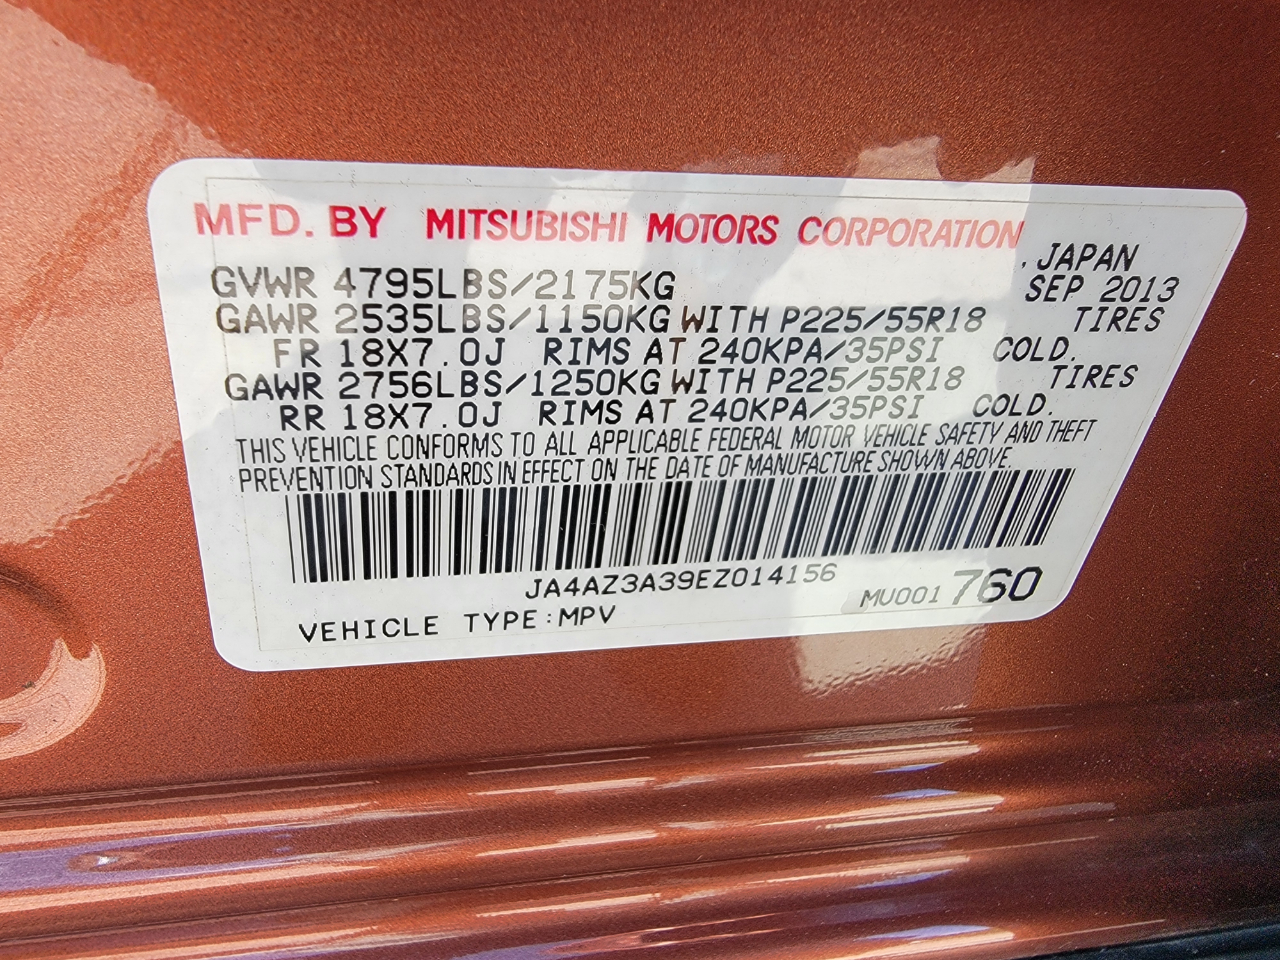 MFD. BY MITSUBISHI MOTORS CORPORATION
, JAPAN
GVWR 4795LBS/2175KG SEP 2013
GAWR 2535LBS/1150KG WITH P225/55R18 TIRES
FR 18X7.0J RIMS AT 240KPA/35PSI COLD.
GAWR 2756LBS/1250KG WITH P225/55R18 TIRES
RR 18X7.0J RIMS AT 240KPA/35PSI COLD.
THIS VEHICLE CONFORMS TO ALL APPLICABLE FEDERAL MOTOR VEHICLE SAFETY AND THEFT
PREVENTION STANDARDS IN EFFECT ON THE DATE OF MANUFACTURE SHOWN ABOVE.
JA4AZ3A39EZ014156
MU001760
VEHICLE TYPE:MPV